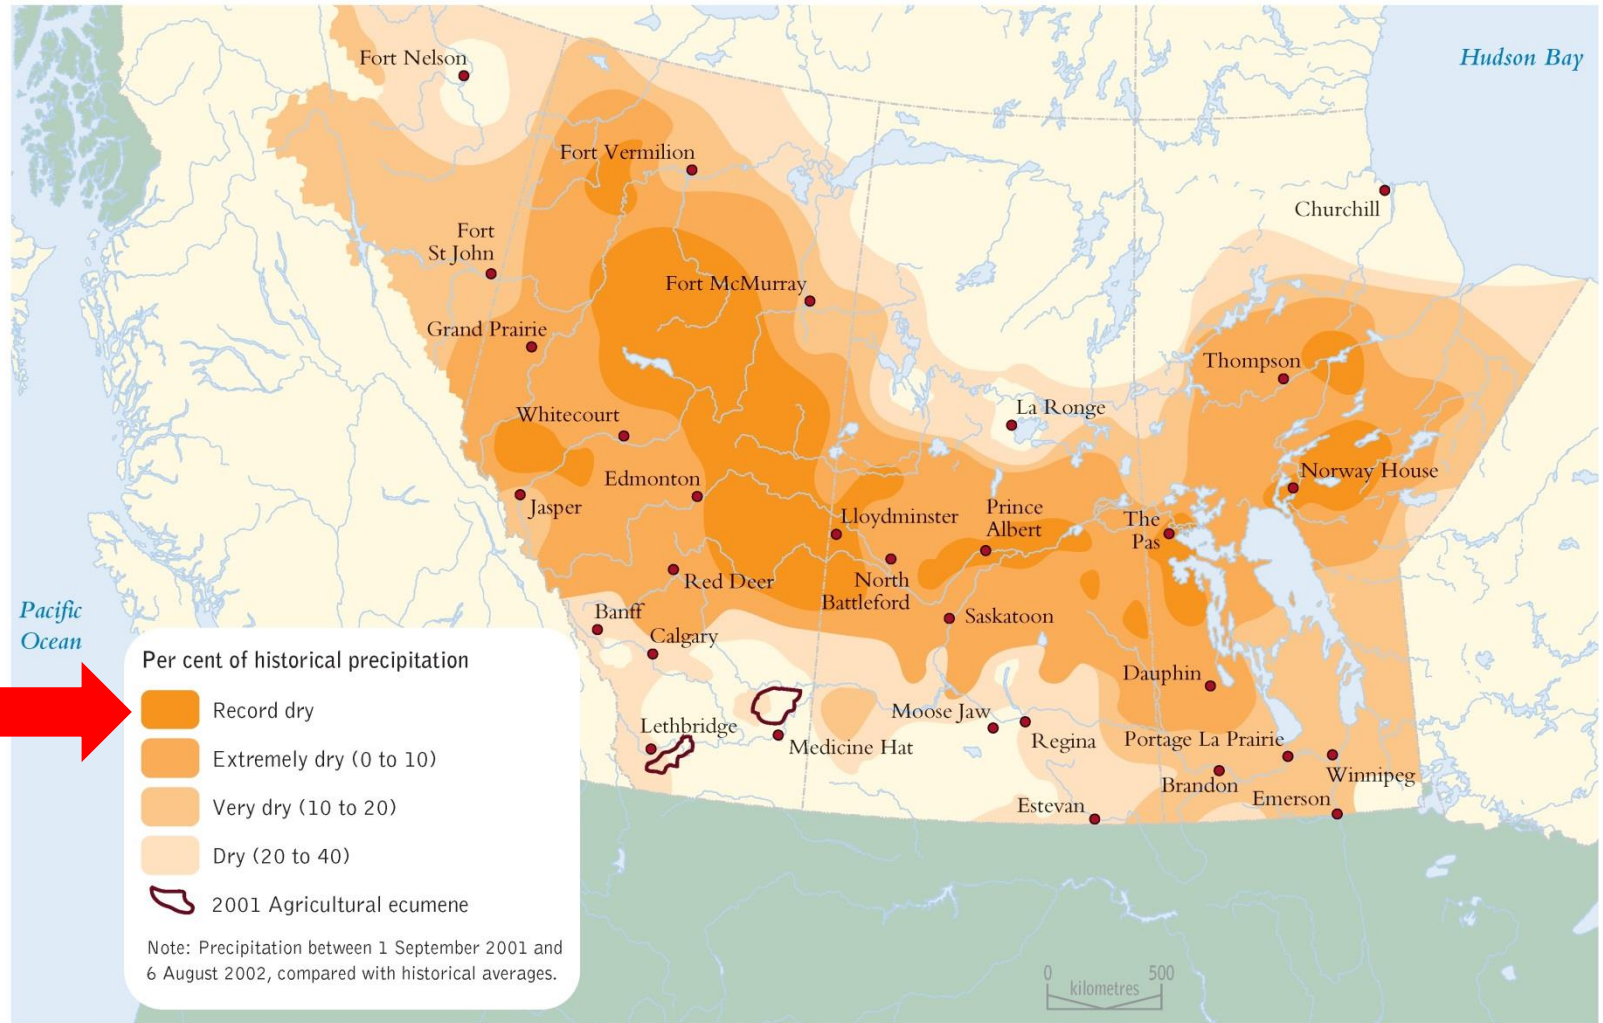 Hudson Bay
Fort Nelson
Fort Vermilion
Churchill
Fort
St John
Fort McMurray
Grand Prairie
Thompson
Whitecourt
La Ronge
Edmonton
Norway House
Jasper
Lloydminster
Prince
Albert
The
Pas
Red Deer
North
Battleford
Pacific
Ocean
Banff
Saskatoon
Calgary
Dauphin
Lethbridge
Moose Jaw
Medicine Hat
Regina
Portage La Prairie
Winnipeg
Brandon
Emerson
Estevan
Per cent of historical precipitation
Record dry
Extremely dry (0 to 10)
Very dry (10 to 20)
Dry (20 to 40)
2001 Agricultural ecumene
Note: Precipitation between 1 September 2001 and
6 August 2002, compared with historical averages.
0 500
kilometres